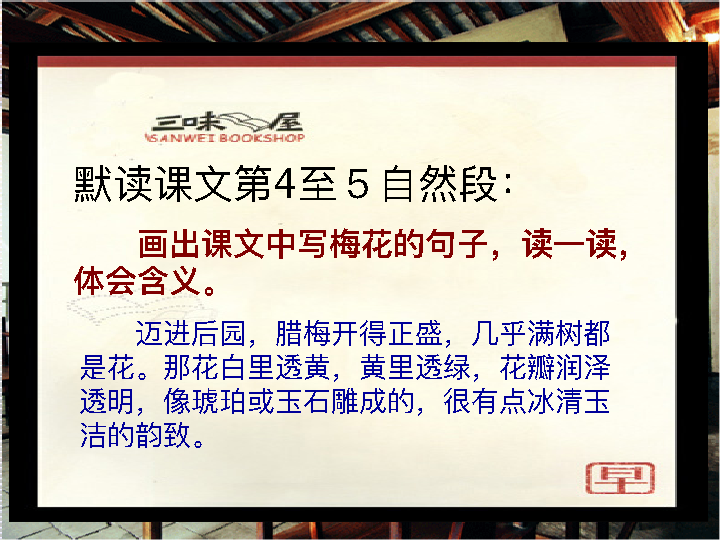 三味书屋
SANWEI BOOKSHOP
默读课文第4至５自然段：
画出课文中写梅花的句子，读一读，
体会含义。
迈进后园，腊梅开得正盛，几乎满树都
是花。那花白里透黄，黄里透绿，花瓣润泽
透明，像琥珀或玉石雕成的，很有点冰清玉
洁的韵致。
早